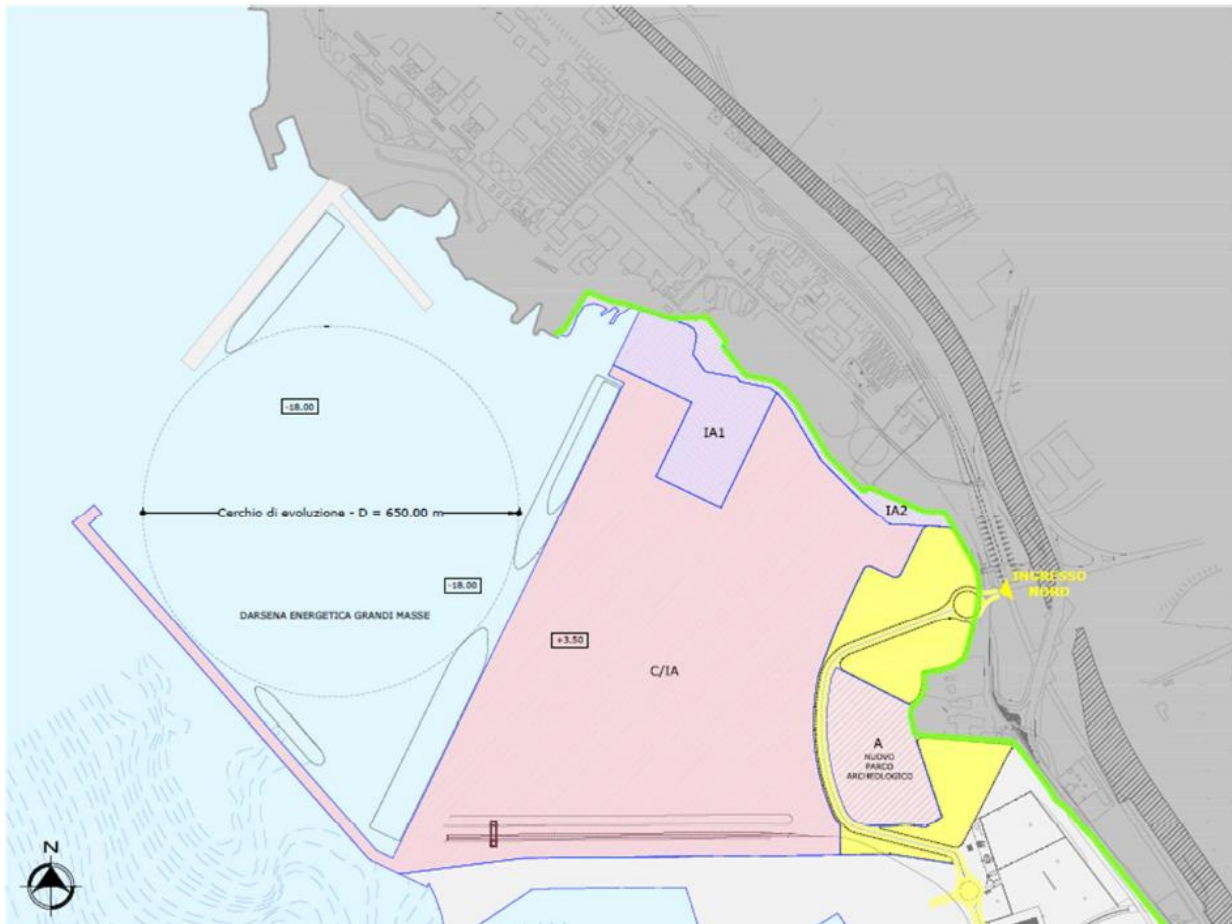 -18.00
IA1
Cerchio di evoluzione - D = 650.00 m
IA2
-18.00
INGRESSO
NORD
DARSENA ENERGETICA GRANDI MASSE
+3.50
C/IA
A
NUOVO
PARCO
ARCHEOLOGICO
N